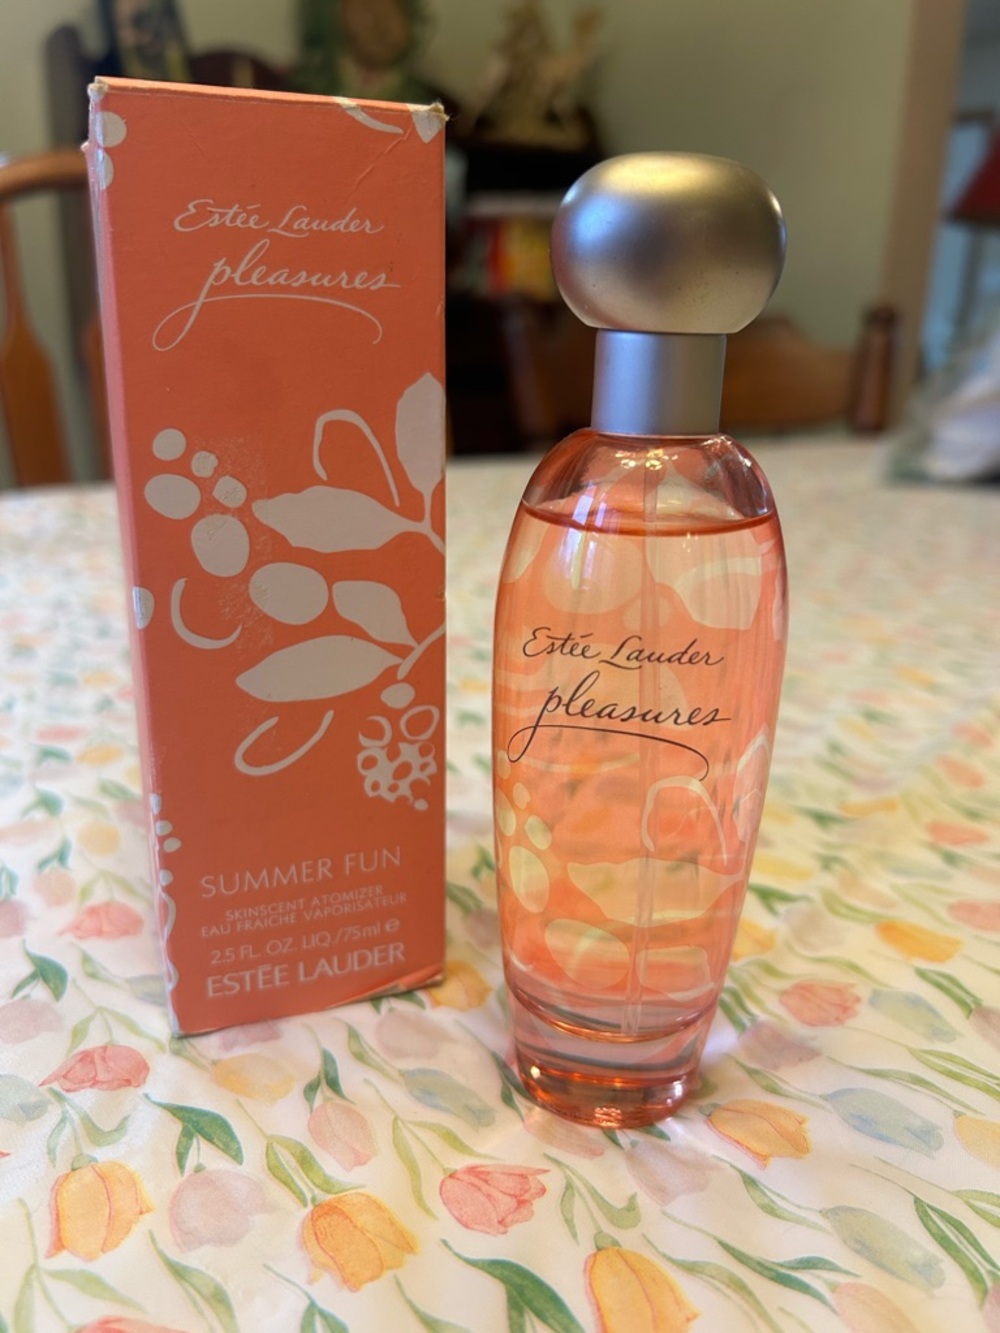 Estée Lauder
pleasures
SUMMER FUN
SKINSCENT ATOMIZER
EAU FRAICHE VAPORISATEUR
2.5 FL. OZ. LIQ./75ml e
ESTĒE LAUDER
Estée Lauder
pleasures